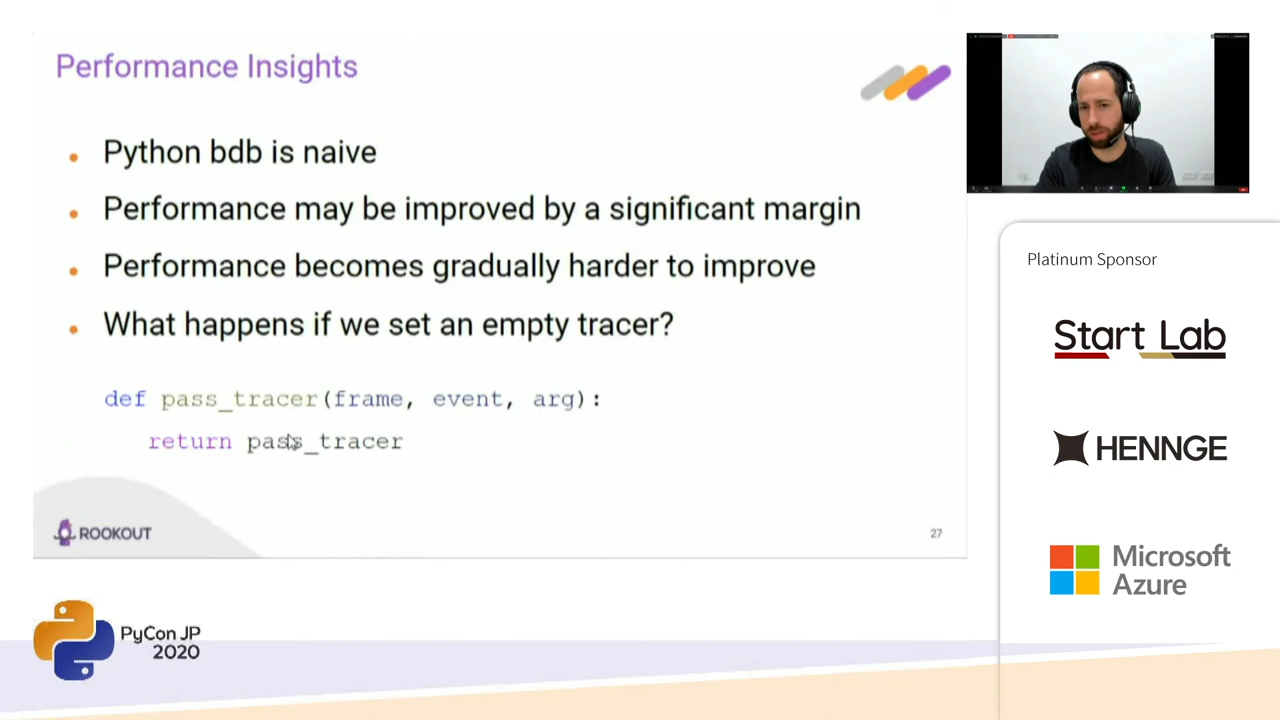 Performance Insights
Python bdb is naive
Performance may be improved by a significant margin
Performance becomes gradually harder to improve
What happens if we set an empty tracer?
def pass_tracer(frame, event, arg):
return pass_tracer
ROOKOUT
27
Platinum Sponsor
Start Lab
HENNGE
Microsoft
Azure
PyCon JP
2020